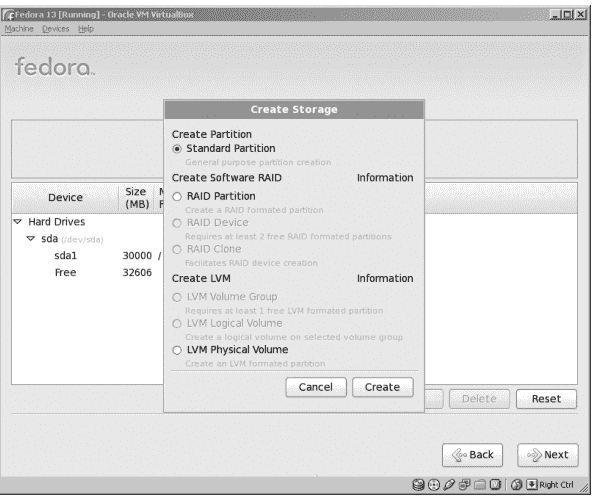 Fedora 13 [Running] - Oracle VM VirtualBox
Machine Devices Help
fedora
Create Storage
Create Partition
Standard Partition
General purpose partition creation
Create Software RAID Information
RAID Partition
Create a RAID formated partition
RAID Device
Requires at least 2 free RAID formated partitions
RAID Clone
Facilitates RAID device creation
Create LVM Information
LVM Volume Group
Requires at least 1 free LVM formated partition
LVM Logical Volume
Create a logical volume on selected volume group
LVM Physical Volume
Create an LVM formated partition
Cancel Create
Device Size (MB)
Hard Drives
sda (/dev/sda)
sda1 30000 /
Free 32606
Delete Reset
Back Next
Right Ctrl